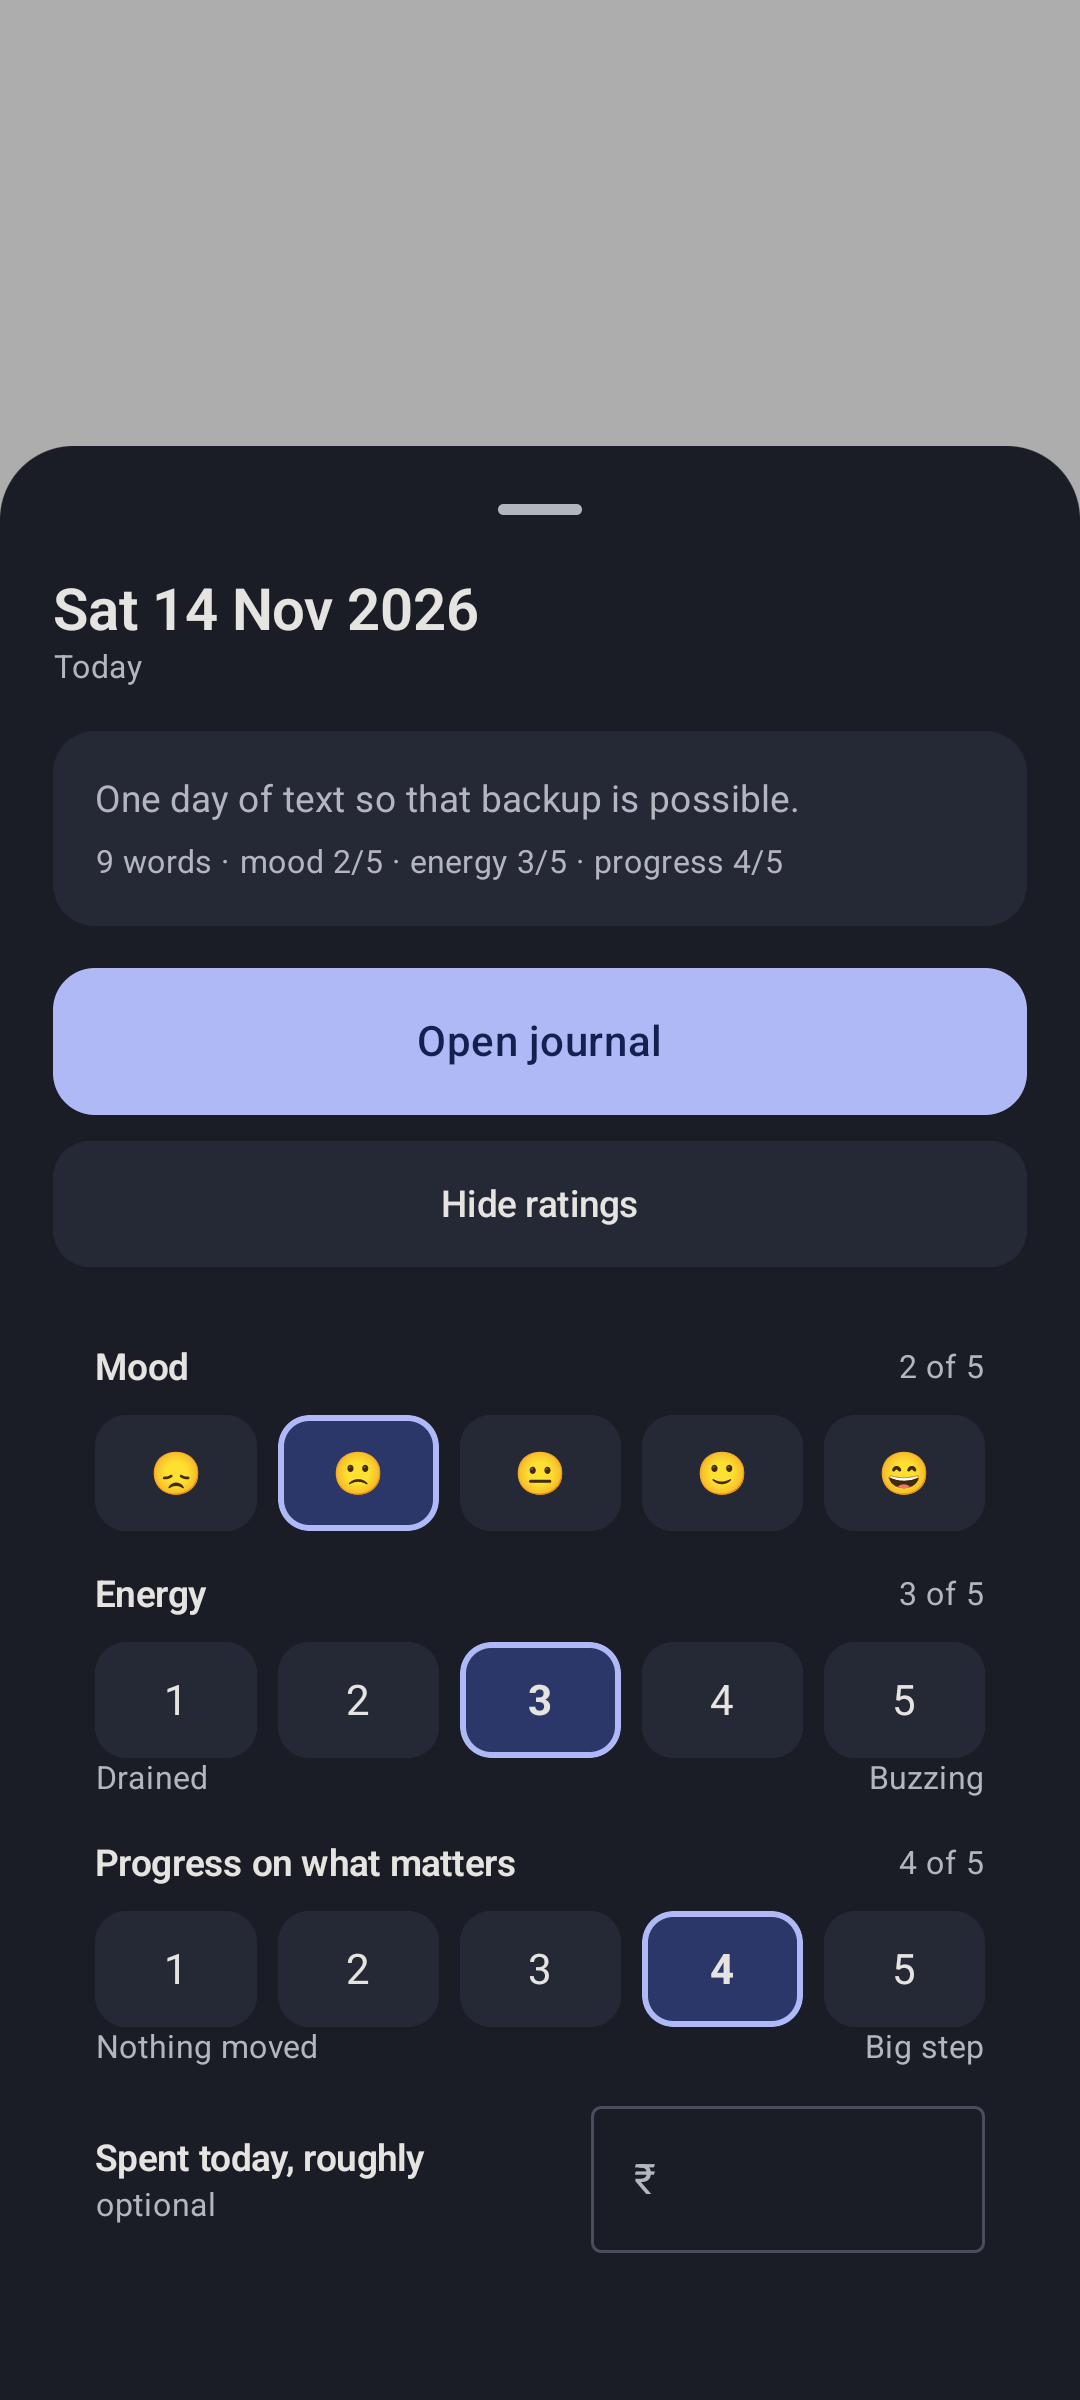 Sat 14 Nov 2026
Today
One day of text so that backup is possible.
9 words · mood 2/5 · energy 3/5 · progress 4/5
Open journal
Hide ratings
Mood 2 of 5
😞 🙁 😐 🙂 😄
Energy 3 of 5
1 2 3 4 5
Drained Buzzing
Progress on what matters 4 of 5
1 2 3 4 5
Nothing moved Big step
Spent today, roughly
₹
optional